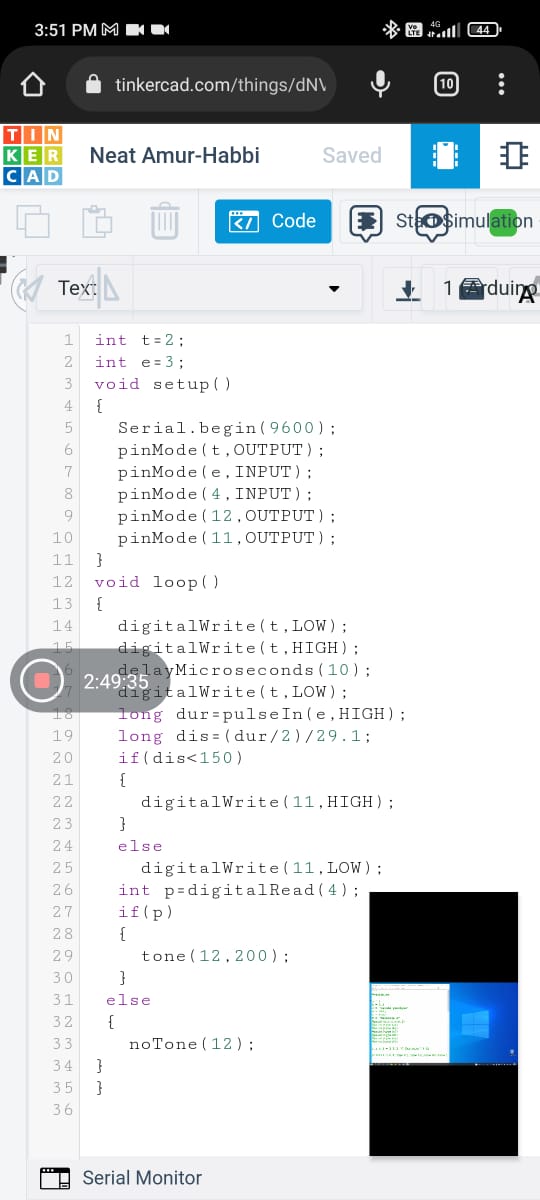 3:51 PM
4G
Vo LTE
44
tinkercad.com/things/dNV
10
TIN
KER
CAD
Neat Amur-Habbi
Saved
Code
Start Simulation
Text
1
Arduino
A
1 int t=2;
2 int e=3;
3 void setup()
4 {
5 Serial.begin(9600);
6 pinMode(t,OUTPUT);
7 pinMode(e,INPUT);
8 pinMode(4,INPUT);
9 pinMode(12,OUTPUT);
10 pinMode(11,OUTPUT);
11 }
12 void loop()
13 {
14 digitalWrite(t,LOW);
15 digitalWrite(t,HIGH);
16 delayMicroseconds(10);
2:49:35
17 digitalWrite(t,LOW);
18 long dur=pulseIn(e,HIGH);
19 long dis=(dur/2)/29.1;
20 if(dis<150)
21 {
22 digitalWrite(11,HIGH);
23 }
24 else
25 digitalWrite(11,LOW);
26 int p=digitalRead(4);
27 if(p)
28 {
29 tone(12,200);
30 }
31 else
32 {
33 noTone(12);
34 }
35 }
36
Serial Monitor